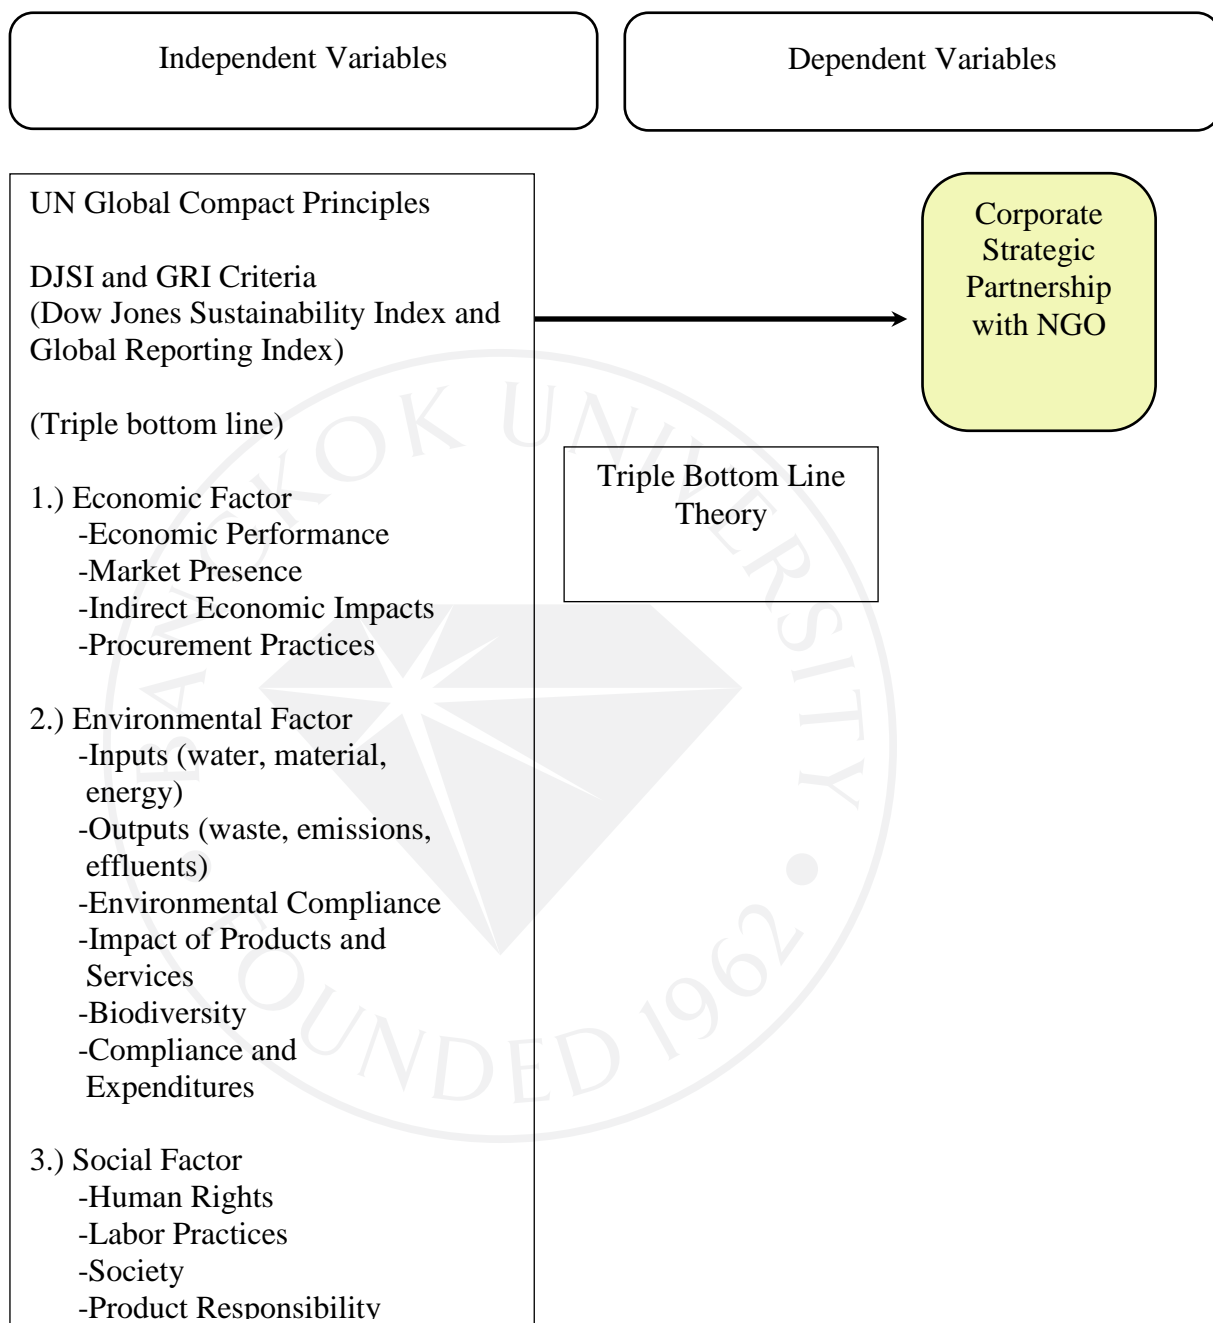 Independent Variables
Dependent Variables
UN Global Compact Principles
DJSI and GRI Criteria
(Dow Jones Sustainability Index and
Global Reporting Index)
(Triple bottom line)
1.) Economic Factor
-Economic Performance
-Market Presence
-Indirect Economic Impacts
-Procurement Practices
2.) Environmental Factor
-Inputs (water, material,
energy)
-Outputs (waste, emissions,
effluents)
-Environmental Compliance
-Impact of Products and
Services
-Biodiversity
-Compliance and
Expenditures
3.) Social Factor
-Human Rights
-Labor Practices
-Society
-Product Responsibility
Corporate
Strategic
Partnership
with NGO
Triple Bottom Line
Theory
BANGKOK UNIVERSITY
FOUNDED 1962